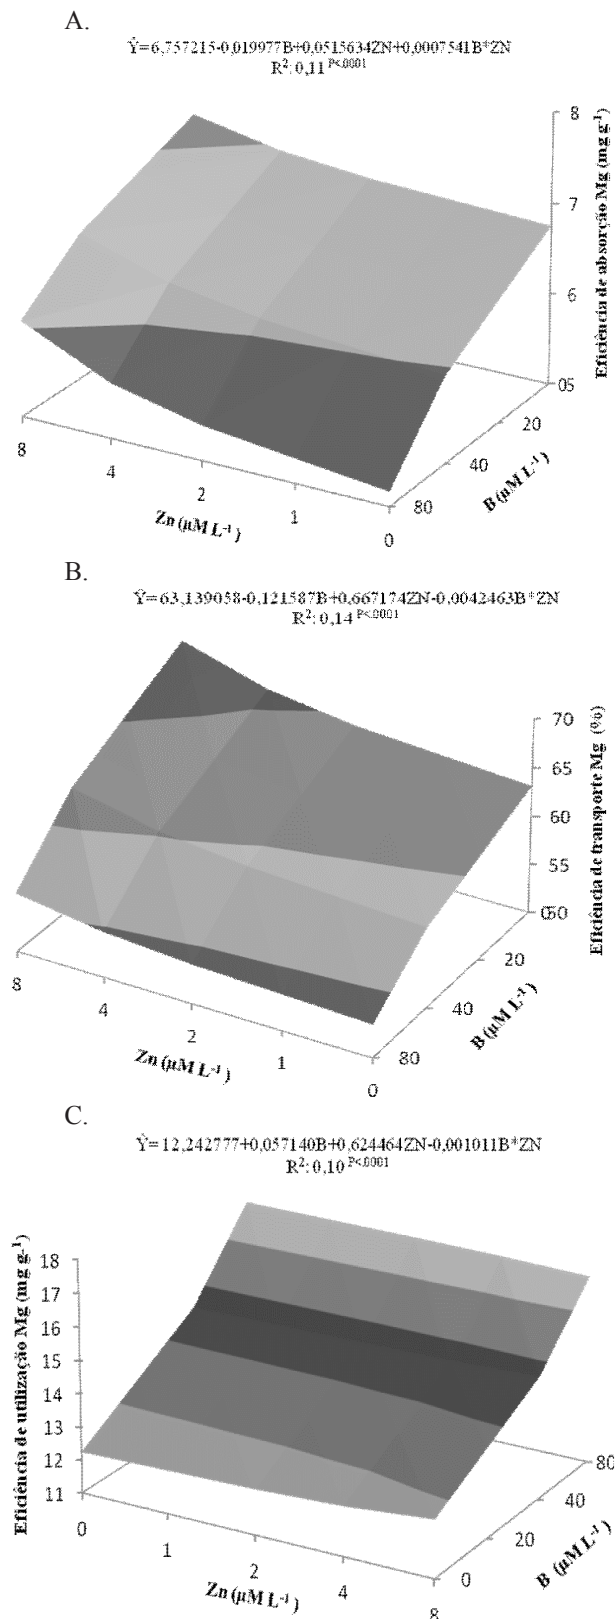 A.
Ŷ=6,757215-0,019977B+0,0515634ZN+0,0007541B*ZN
R²: 0,11 P<,0001
8
7
6
05
Eficiência de absorção Mg (mg g⁻¹)
20
40
80
B (µM L⁻¹)
8
4
2
1
0
Zn (µM L⁻¹)
B.
Ŷ=63,139058-0,121587B+0,667174ZN-0,0042463B*ZN
R²: 0,14 P<,0001
70
65
60
55
050
Eficiência de transporte Mg (%)
20
40
80
B (µM L⁻¹)
8
4
2
1
0
Zn (µM L⁻¹)
C.
Ŷ=12,242777+0,057140B+0,624464ZN-0,001011B*ZN
R²: 0,10 P<,0001
Eficiência de utilização Mg (mg g⁻¹)
18
17
16
15
14
13
12
11
0
1
2
4
8
Zn (µM L⁻¹)
80
40
20
0
B (µM L⁻¹)